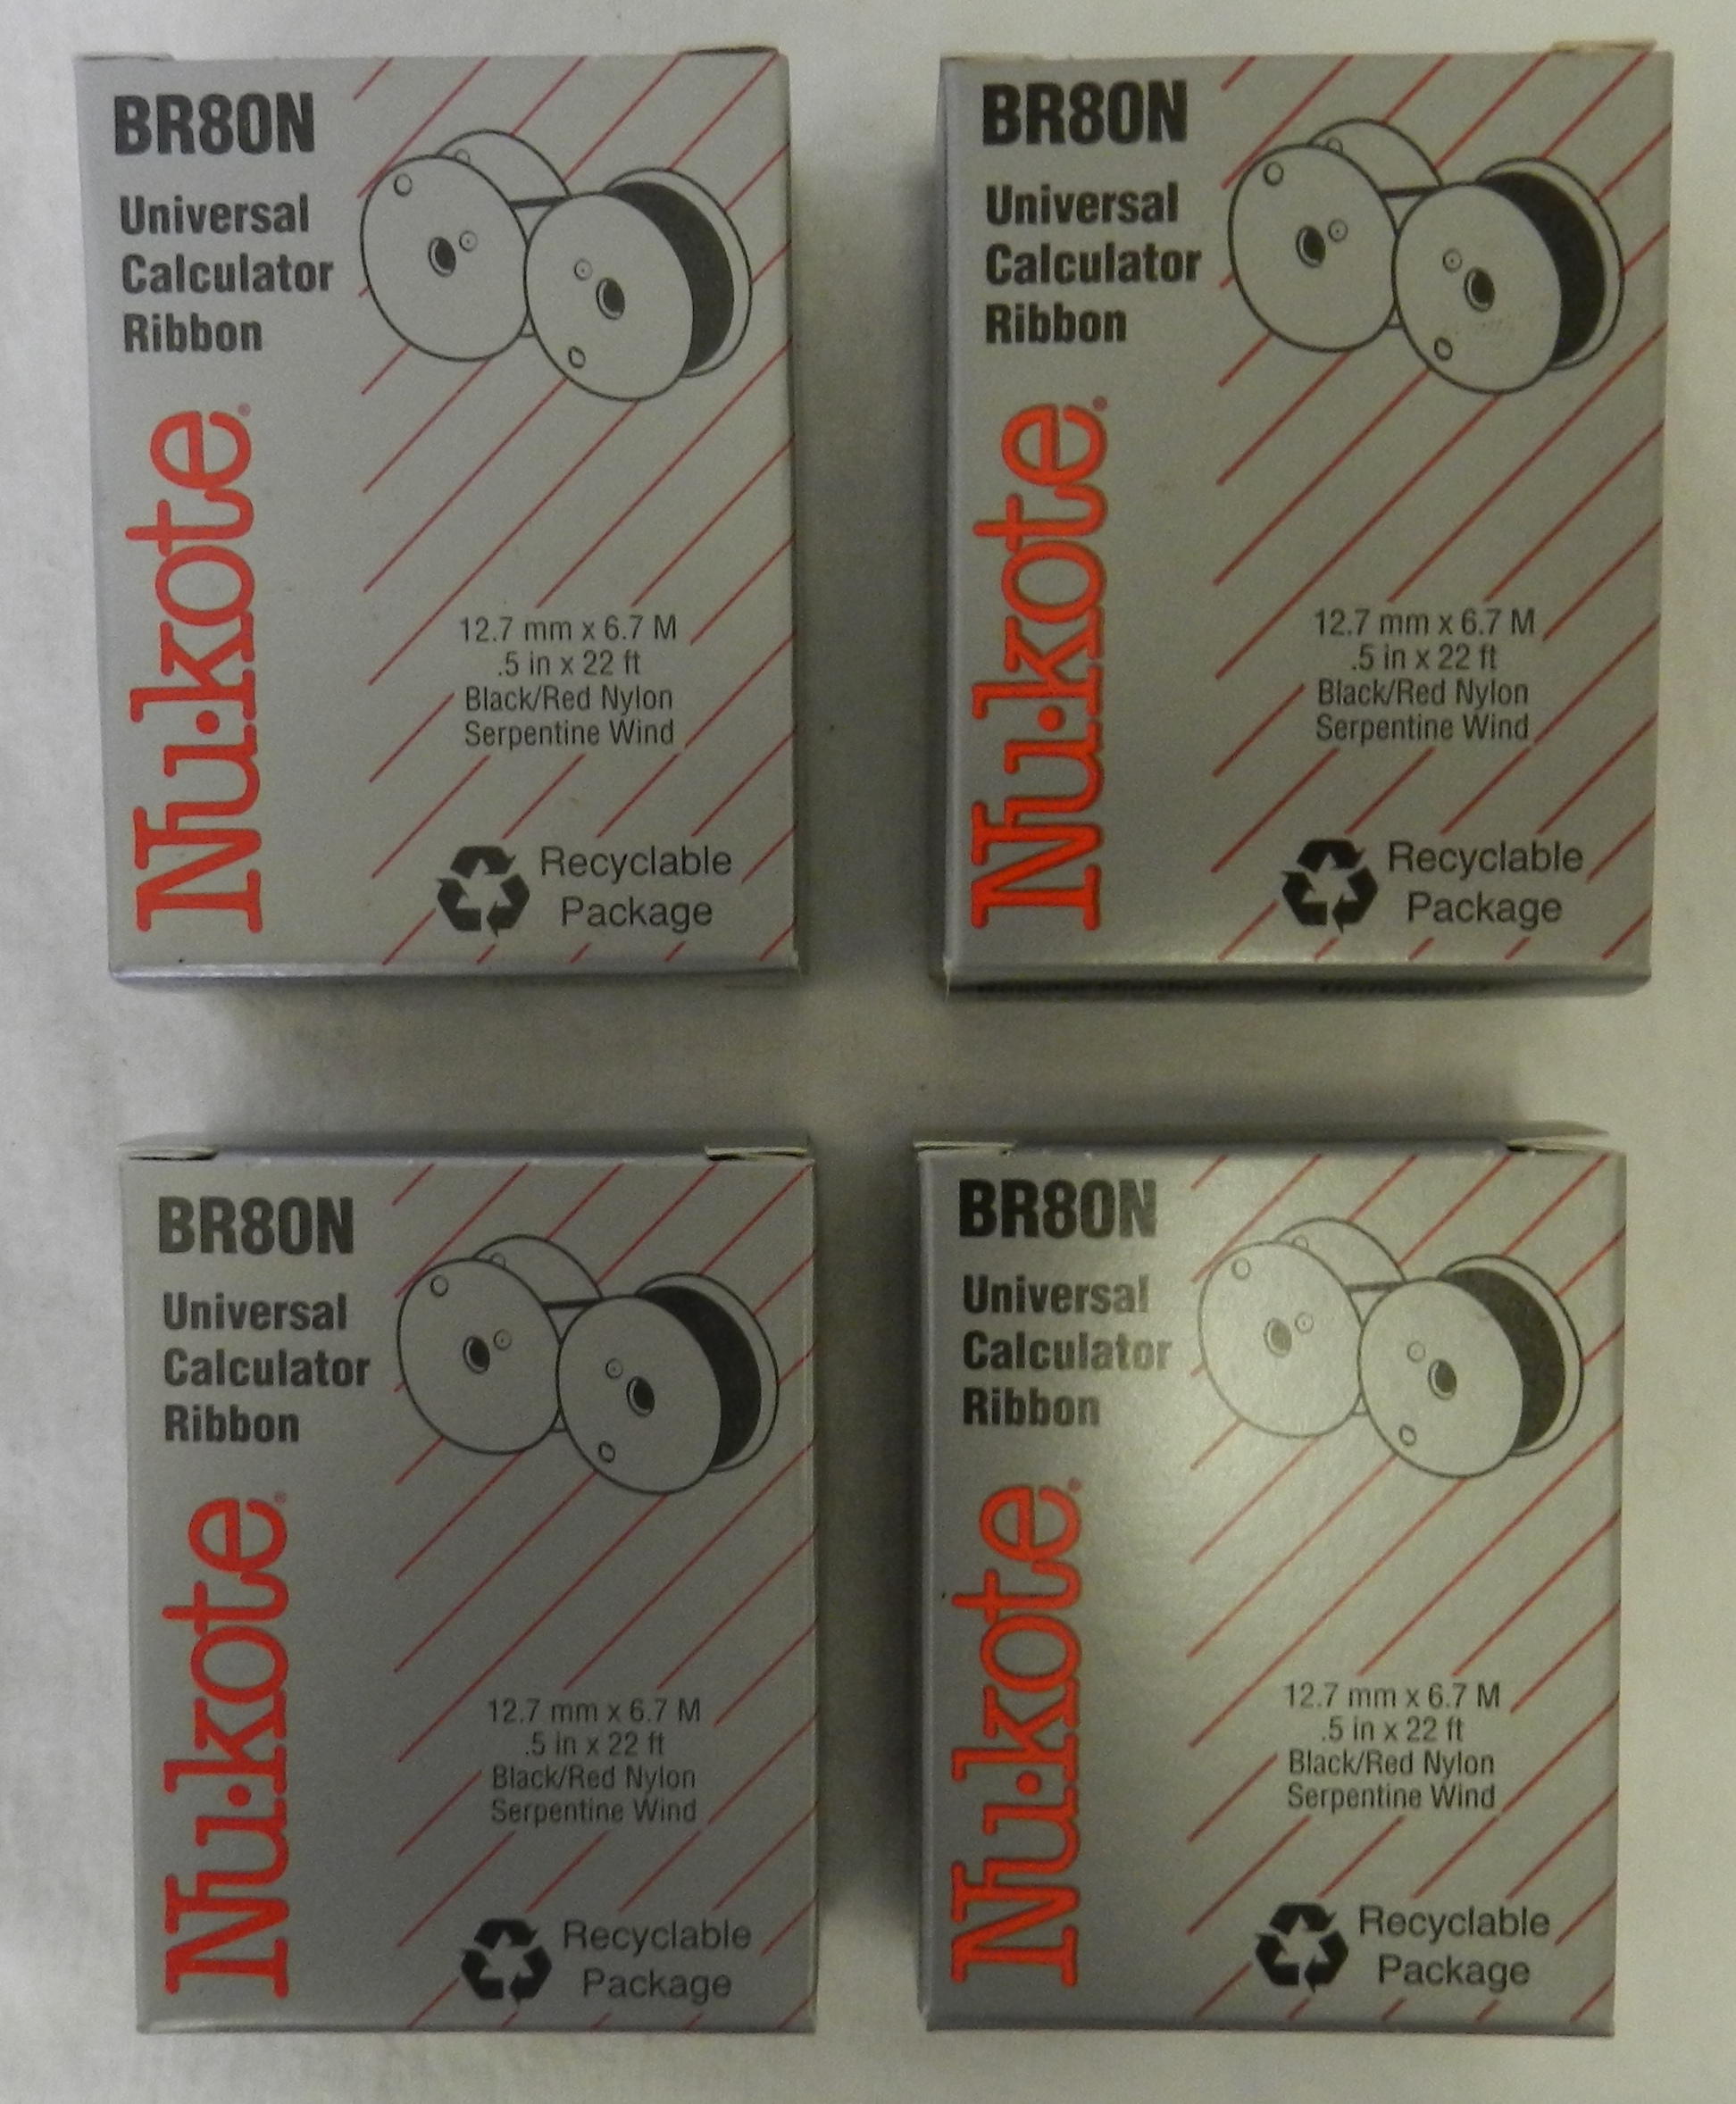 BR80N
Universal
Calculator
Ribbon
Nu·kote®
12.7 mm x 6.7 M
.5 in x 22 ft
Black/Red Nylon
Serpentine Wind
Recyclable
Package
BR80N
Universal
Calculator
Ribbon
Nu·kote®
12.7 mm x 6.7 M
.5 in x 22 ft
Black/Red Nylon
Serpentine Wind
Recyclable
Package
BR80N
Universal
Calculator
Ribbon
Nu·kote®
12.7 mm x 6.7 M
.5 in x 22 ft
Black/Red Nylon
Serpentine Wind
Recyclable
Package
BR80N
Universal
Calculator
Ribbon
Nu·kote®
12.7 mm x 6.7 M
.5 in x 22 ft
Black/Red Nylon
Serpentine Wind
Recyclable
Package